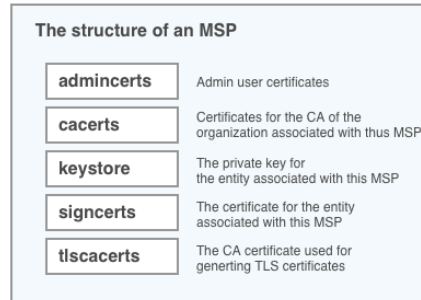 The structure of an MSP
admincerts
Admin user certificates
cacerts
Certificates for the CA of the
organization associated with thus MSP
keystore
The private key for
the entity associated with this MSP
signcerts
The certificate for the entity
associated with this MSP
tlscacerts
The CA certificate used for
generting TLS certificates